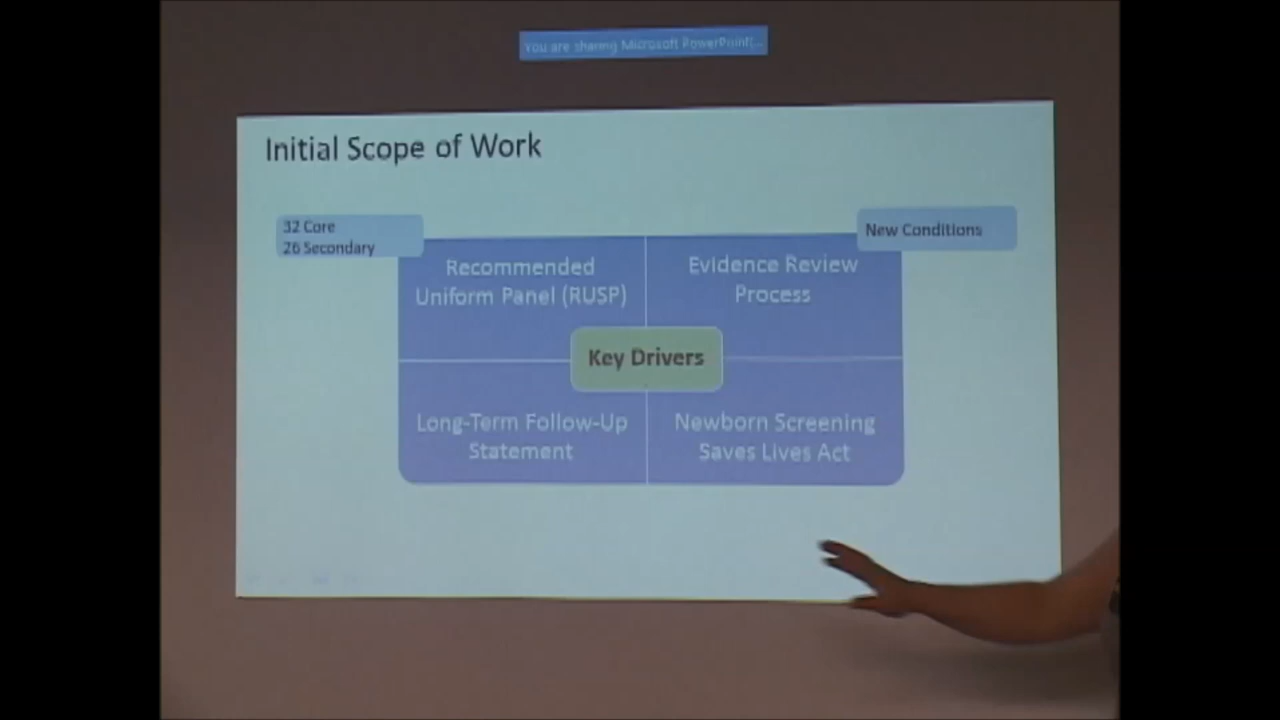 You are sharing Microsoft PowerPoint
Initial Scope of Work
32 Core
26 Secondary
New Conditions
Recommended
Uniform Panel (RUSP)
Evidence Review
Process
Key Drivers
Long-Term Follow-Up
Statement
Newborn Screening
Saves Lives Act